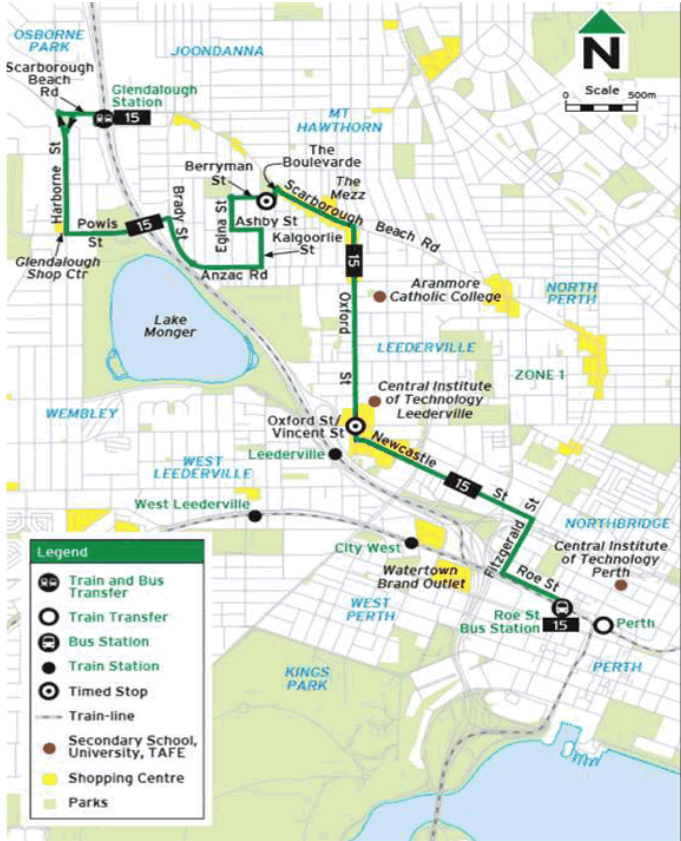 OSBORNE
PARK
JOONDANNA
N
Scarborough
Beach
Rd
Glendalough
Station
15
Scale
0 500m
MT
HAWTHORN
The
Boulevarde
Berryman
St
The
Mezz
Scarborough
Beach Rd
Harborne St
Brady St
Egina St
Ashby St
Kalgoorlie
St
Powis
St
15
15
Anzac Rd
Glendalough
Shop Ctr
Oxford St
Aranmore
Catholic College
NORTH
PERTH
Lake
Monger
LEEDERVILLE
ZONE 1
Central Institute
of Technology
Leederville
WEMBLEY
Oxford St/
Vincent St
Newcastle St
Leederville
WEST
LEEDERVILLE
15
West Leederville
Fitzgerald St
NORTHBRIDGE
City West
Central Institute
of Technology
Perth
Watertown
Brand Outlet
Roe St
WEST
PERTH
Roe St
Bus Station
15
Perth
PERTH
KINGS
PARK
Legend
Train and Bus
Transfer
Train Transfer
Bus Station
Train Station
Timed Stop
Train-line
Secondary School,
University, TAFE
Shopping Centre
Parks